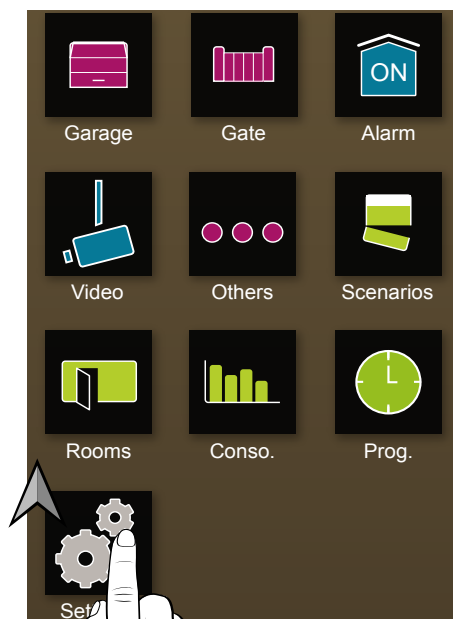 ON
Garage Gate Alarm
Video Others Scenarios
Rooms Conso. Prog.